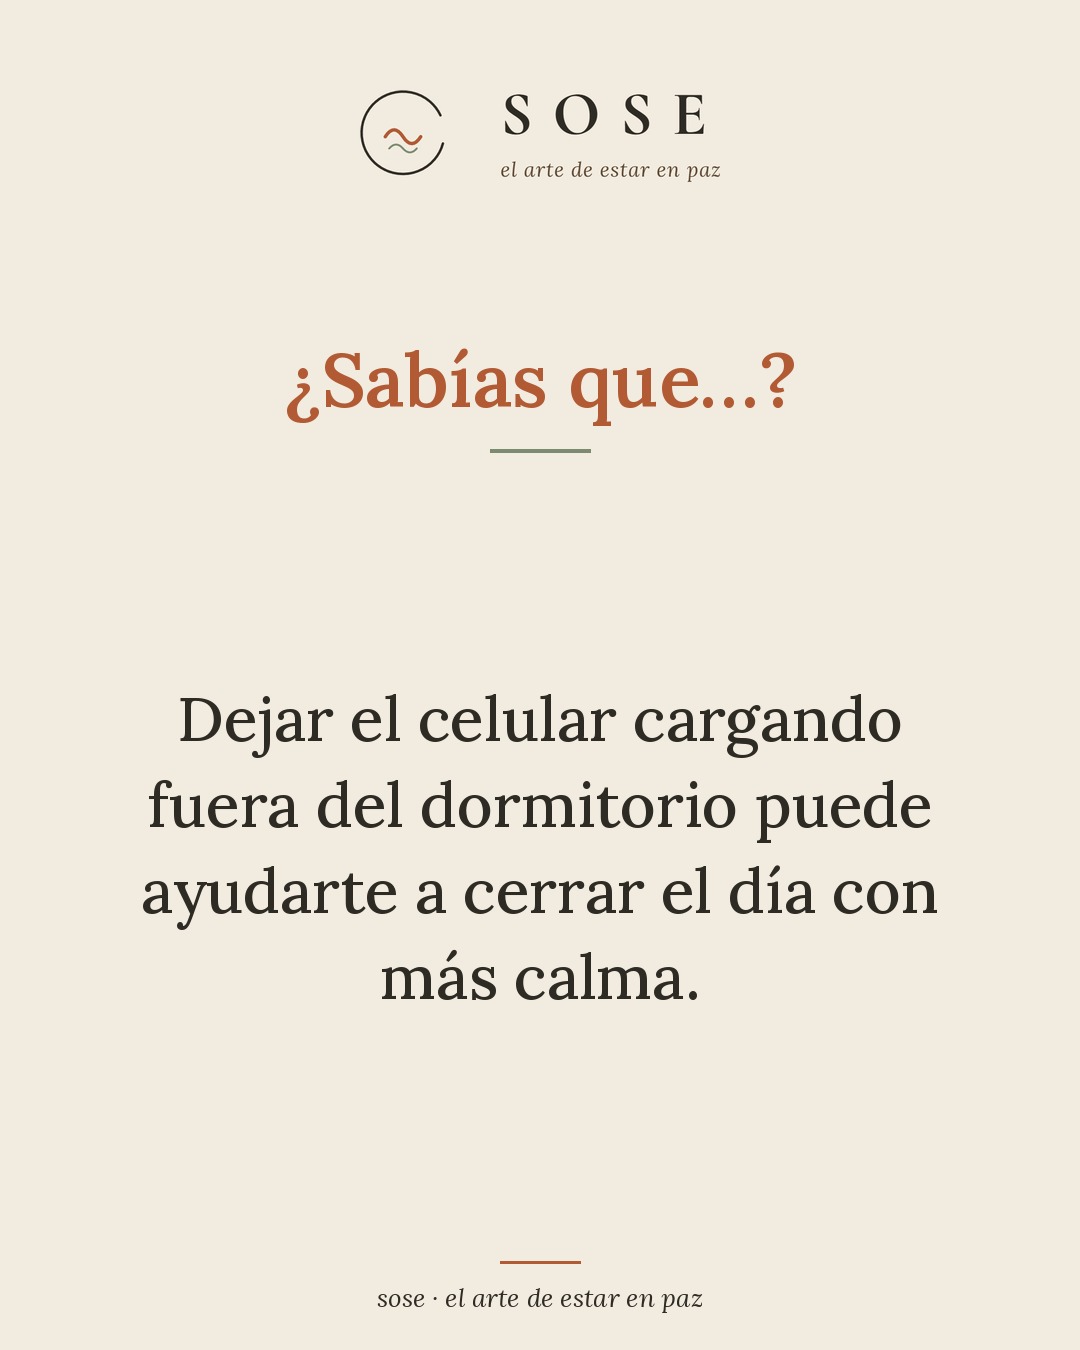 SOSE
el arte de estar en paz
¿Sabías que...?
Dejar el celular cargando
fuera del dormitorio puede
ayudarte a cerrar el día con
más calma.
sose · el arte de estar en paz